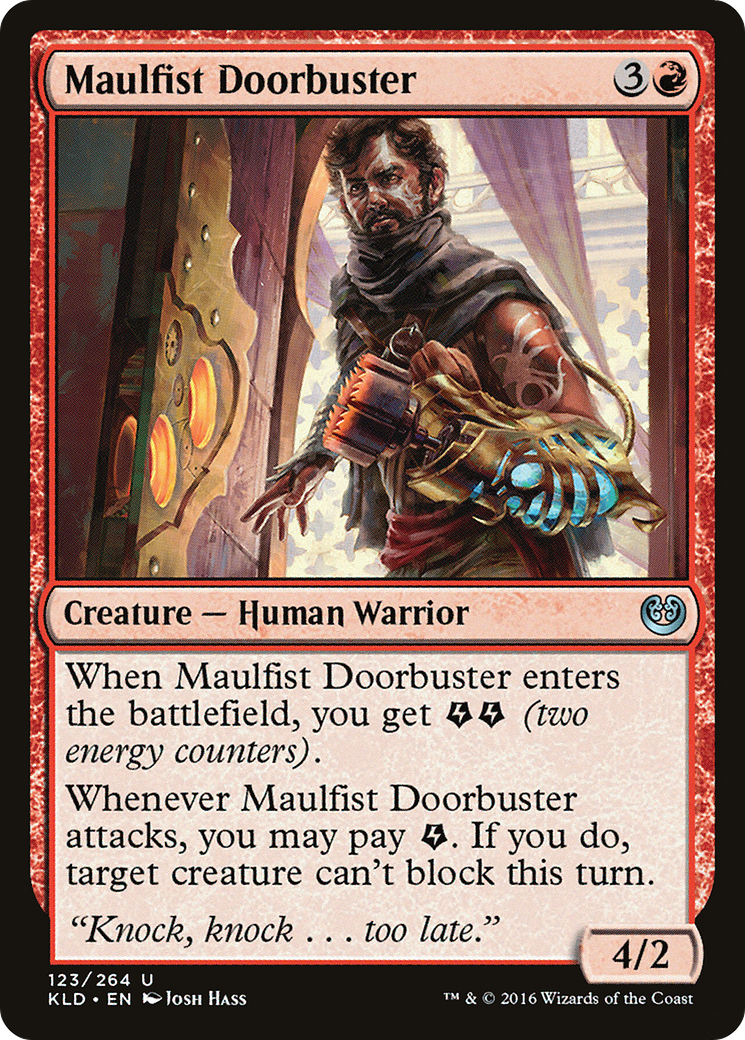 Maulfist Doorbuster 3
Creature — Human Warrior
When Maulfist Doorbuster enters
the battlefield, you get (two
energy counters).
Whenever Maulfist Doorbuster
attacks, you may pay . If you do,
target creature can't block this turn.
“Knock, knock . . . too late.”
4/2
123/264 U
KLD • EN Josh Hass
™ & © 2016 Wizards of the Coast